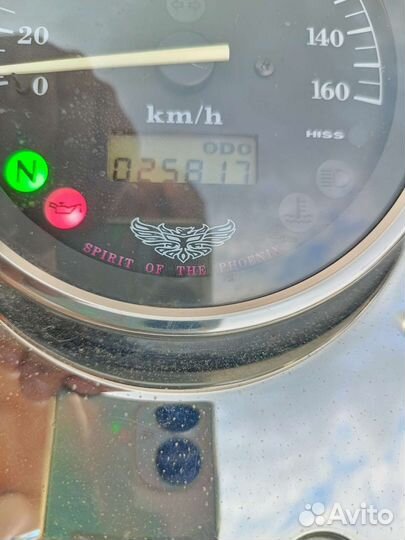 20
140
0
160
km/h
HISS
ODO
N
025817
SPIRIT OF THE PHOENIX
Avito